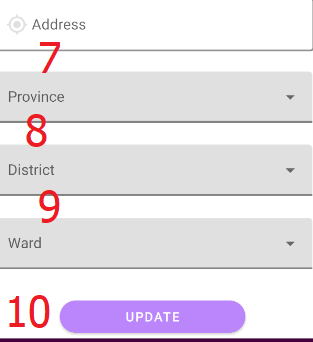 Address
7
Province
8
District
9
Ward
10 UPDATE